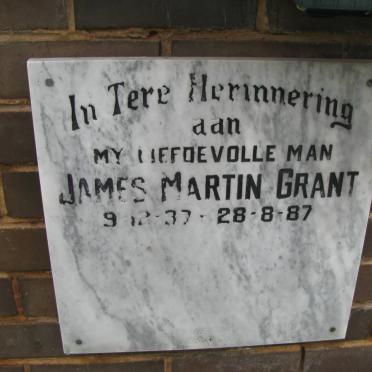 In Tere Herinnering
aan
MY LIEFDEVOLLE MAN
JAMES MARTIN GRANT
9-12-37 - 28-8-87